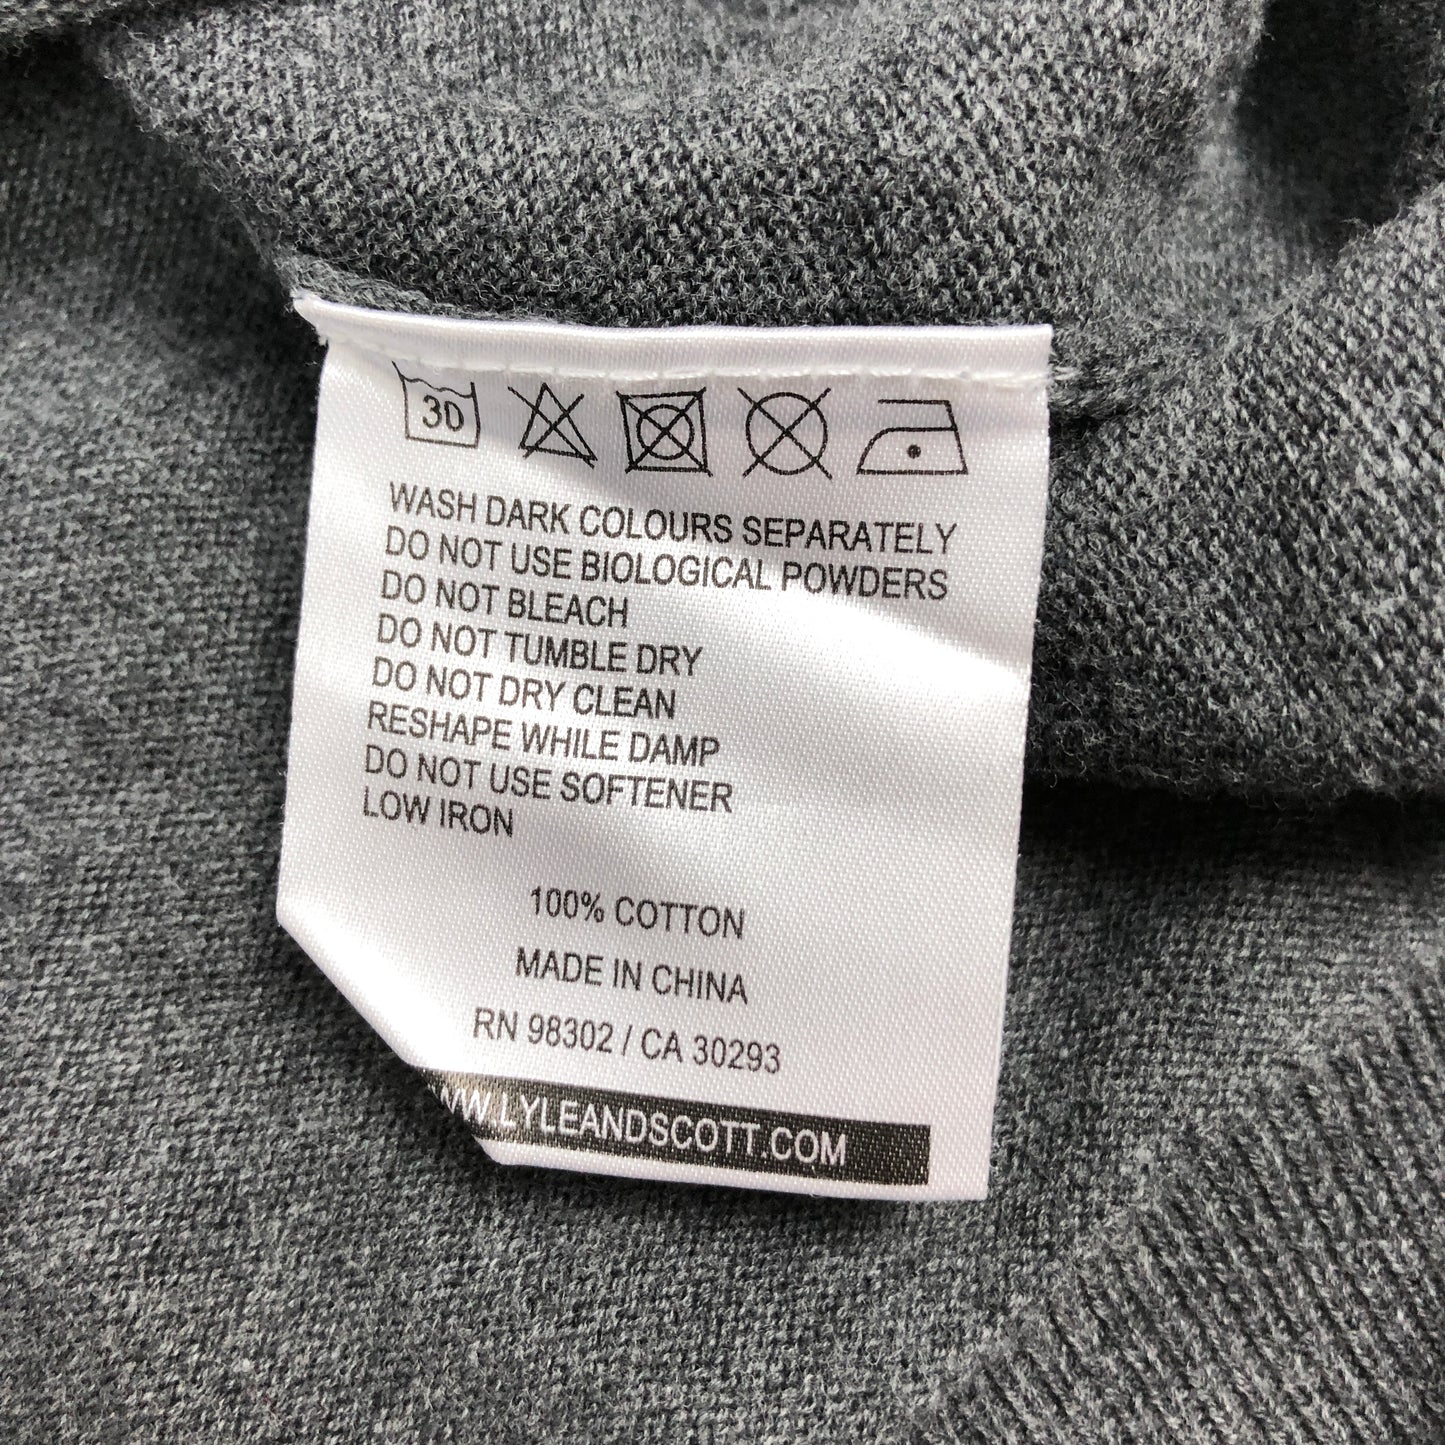 30
WASH DARK COLOURS SEPARATELY
DO NOT USE BIOLOGICAL POWDERS
DO NOT BLEACH
DO NOT TUMBLE DRY
DO NOT DRY CLEAN
RESHAPE WHILE DAMP
DO NOT USE SOFTENER
LOW IRON
100% COTTON
MADE IN CHINA
RN 98302 / CA 30293
WW.LYLEANDSCOTT.COM